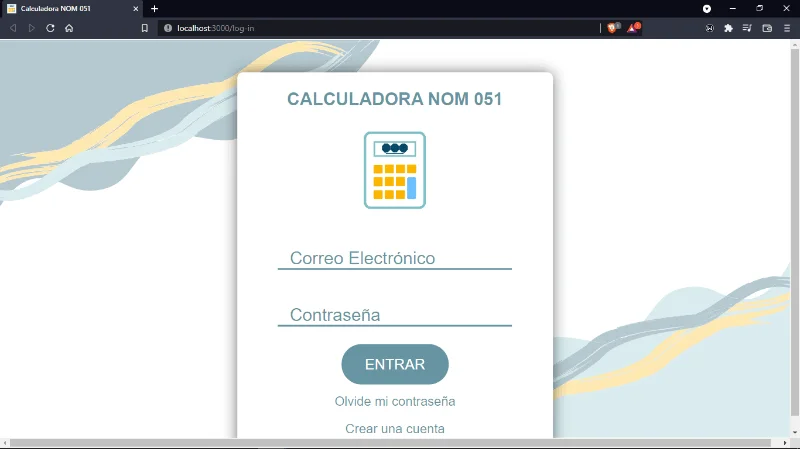 Calculadora NOM 051
localhost:3000/log-in
CALCULADORA NOM 051
Correo Electrónico
Contraseña
ENTRAR
Olvide mi contraseña
Crear una cuenta